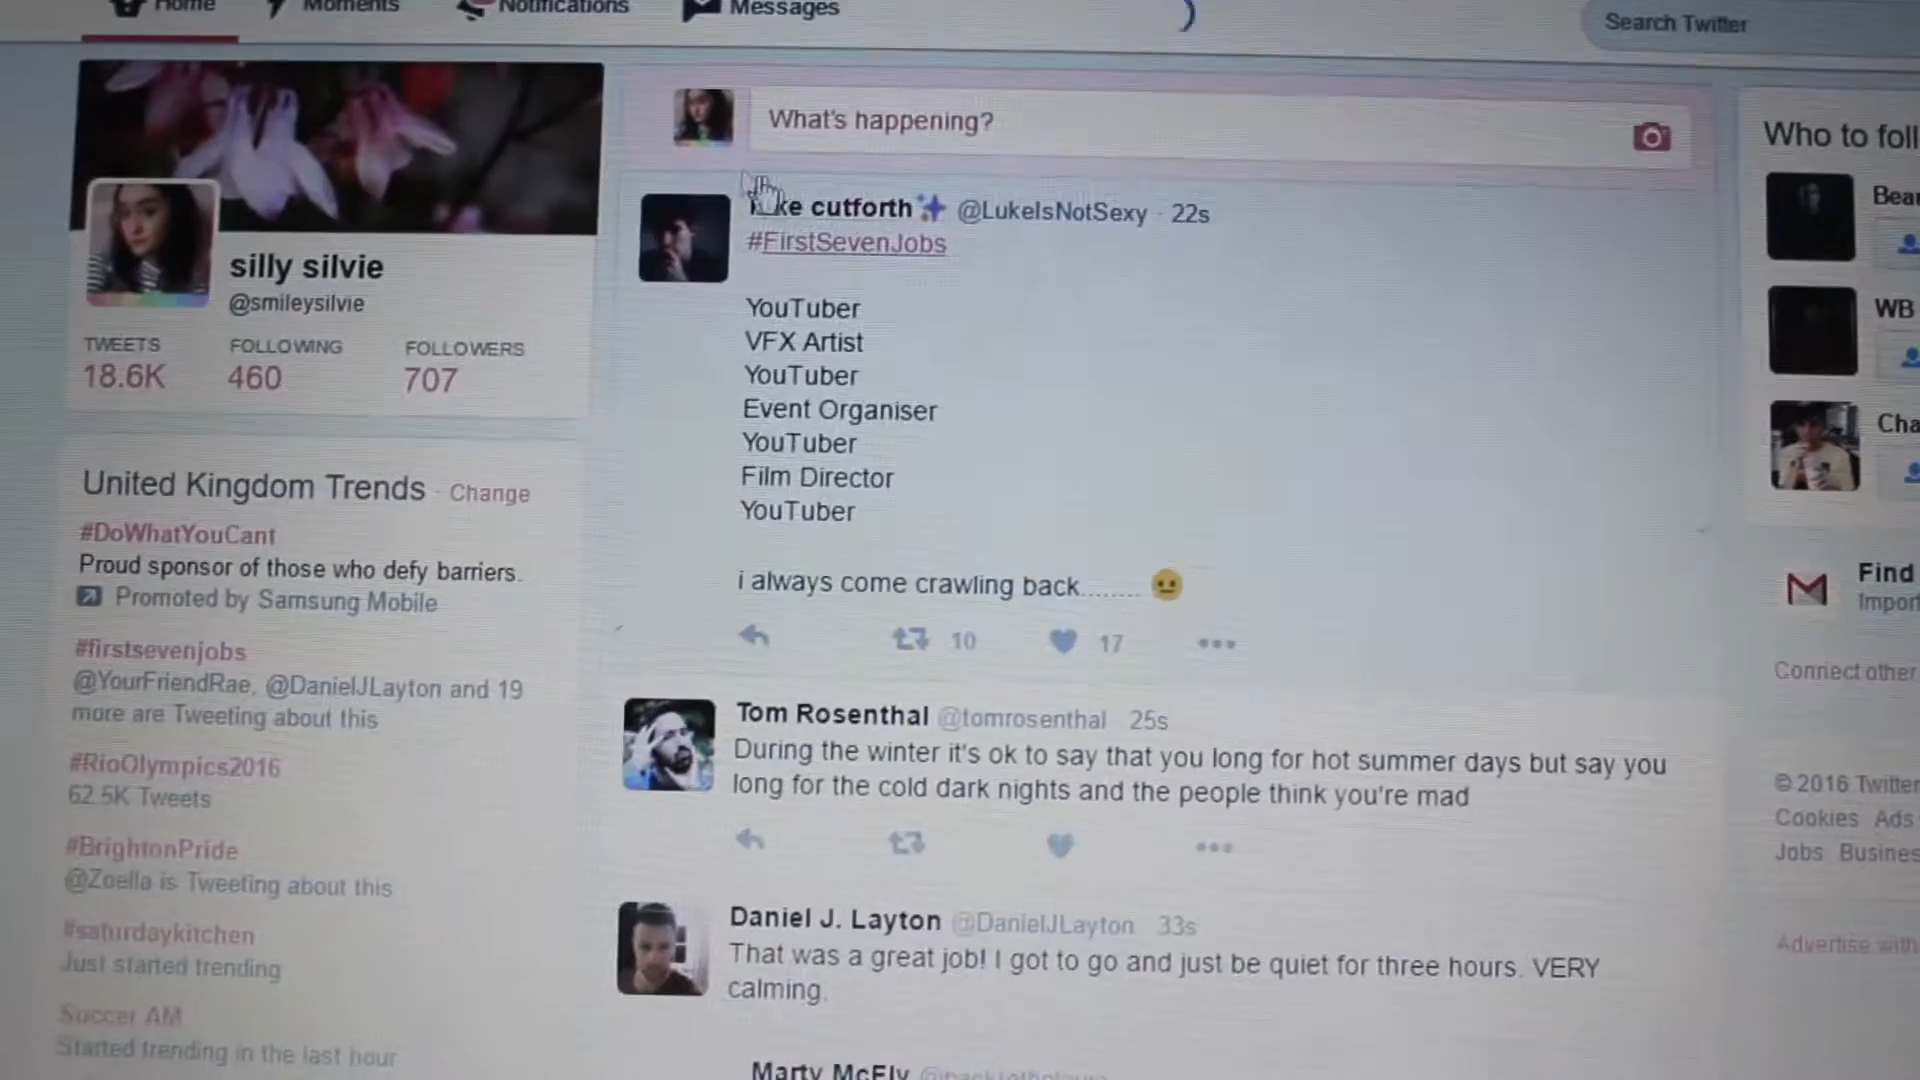 Home
Moments
Notifications
Messages
Search Twitter
silly silvie
@smileysilvie
TWEETS FOLLOWING FOLLOWERS
18.6K 460 707
United Kingdom Trends · Change
#DoWhatYouCant
Proud sponsor of those who defy barriers.
Promoted by Samsung Mobile
#firstsevenjobs
@YourFriendRae, @DanielJLayton and 19
more are Tweeting about this
#RioOlympics2016
62.5K Tweets
#BrightonPride
@Zoella is Tweeting about this
#saturdaykitchen
Just started trending
Soccer AM
Started trending in the last hour
What's happening?
cutforth @LukeIsNotSexy · 22s
#FirstSevenJobs
YouTuber
VFX Artist
YouTuber
Event Organiser
YouTuber
Film Director
YouTuber
i always come crawling back........ 😐
10 17
Tom Rosenthal @tomrosenthal 25s
During the winter it's ok to say that you long for hot summer days but say you
long for the cold dark nights and the people think you're mad
Daniel J. Layton @DanielJLayton 33s
That was a great job! I got to go and just be quiet for three hours. VERY
calming.
Marty McFly
Who to foll
Bear
WB
Cha
Find
Import
Connect other
© 2016 Twitter
Cookies Ads
Jobs Busines
Advertise with